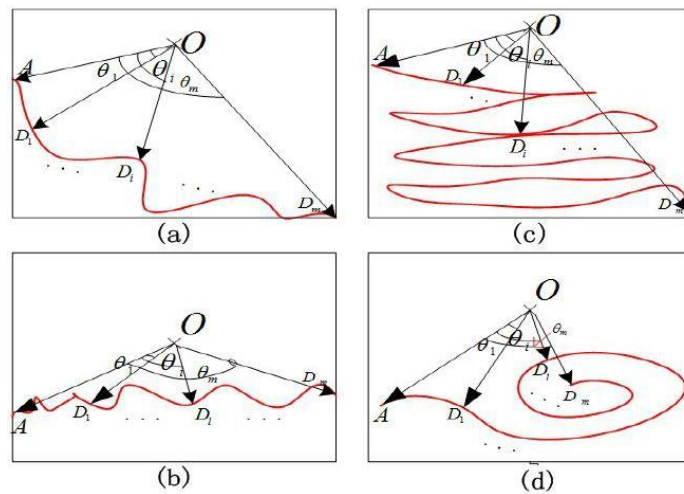 O
A θ₁ θᵢ θₘ
D₁
Dᵢ
. . .
. . .
Dₘ
(a)
O
A θ₁ θᵢ θₘ
D₁
. . .
Dᵢ
. . .
Dₘ
(c)
O
θ₁ θᵢ θₘ
Dₘ
A D₁ Dᵢ
. . . . . .
(b)
O
θₘ
θ₁ θᵢ
Dᵢ
A D₁ Dₘ
. . .
. . .
(d)